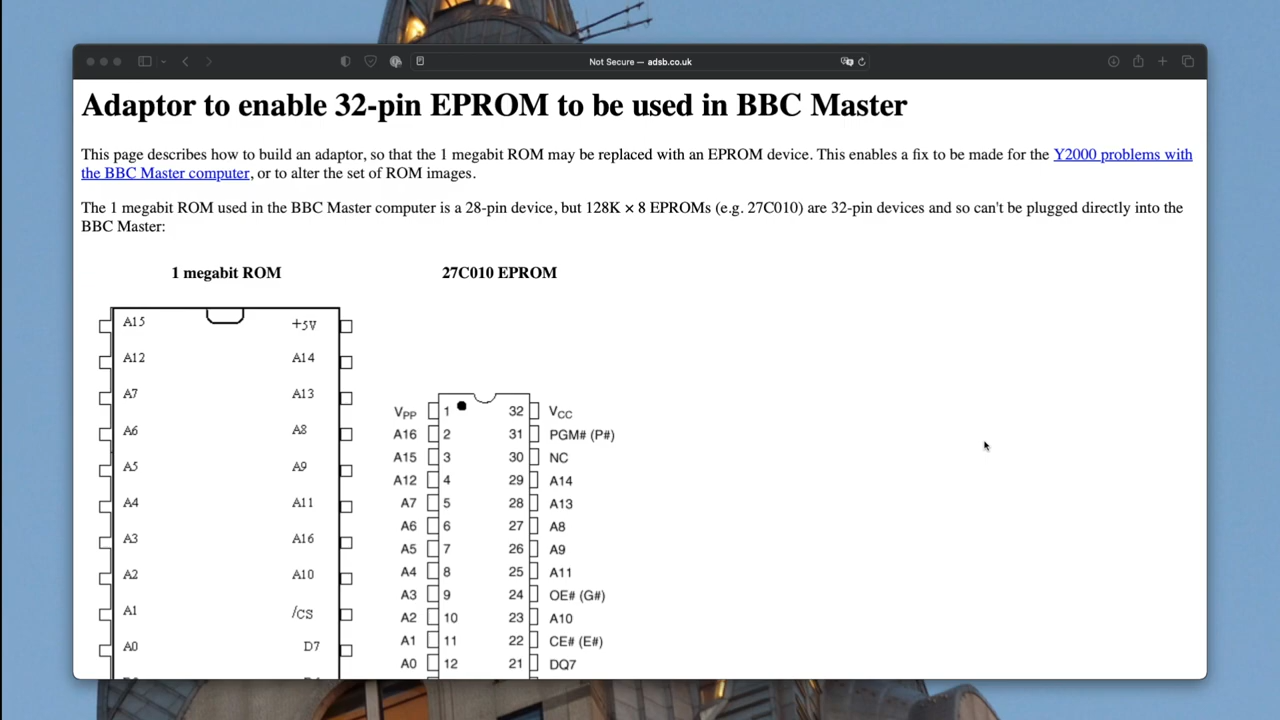 Not Secure — adsb.co.uk
Adaptor to enable 32-pin EPROM to be used in BBC Master
This page describes how to build an adaptor, so that the 1 megabit ROM may be replaced with an EPROM device. This enables a fix to be made for the Y2000 problems with
the BBC Master computer, or to alter the set of ROM images.
The 1 megabit ROM used in the BBC Master computer is a 28-pin device, but 128K × 8 EPROMs (e.g. 27C010) are 32-pin devices and so can't be plugged directly into the
BBC Master:
1 megabit ROM
A15 +5V
A12 A14
A7 A13
A6 A8
A5 A9
A4 A11
A3 A16
A2 A10
A1 /CS
A0 D7
27C010 EPROM
VPP 1 32 VCC
A16 2 31 PGM# (P#)
A15 3 30 NC
A12 4 29 A14
A7 5 28 A13
A6 6 27 A8
A5 7 26 A9
A4 8 25 A11
A3 9 24 OE# (G#)
A2 10 23 A10
A1 11 22 CE# (E#)
A0 12 21 DQ7